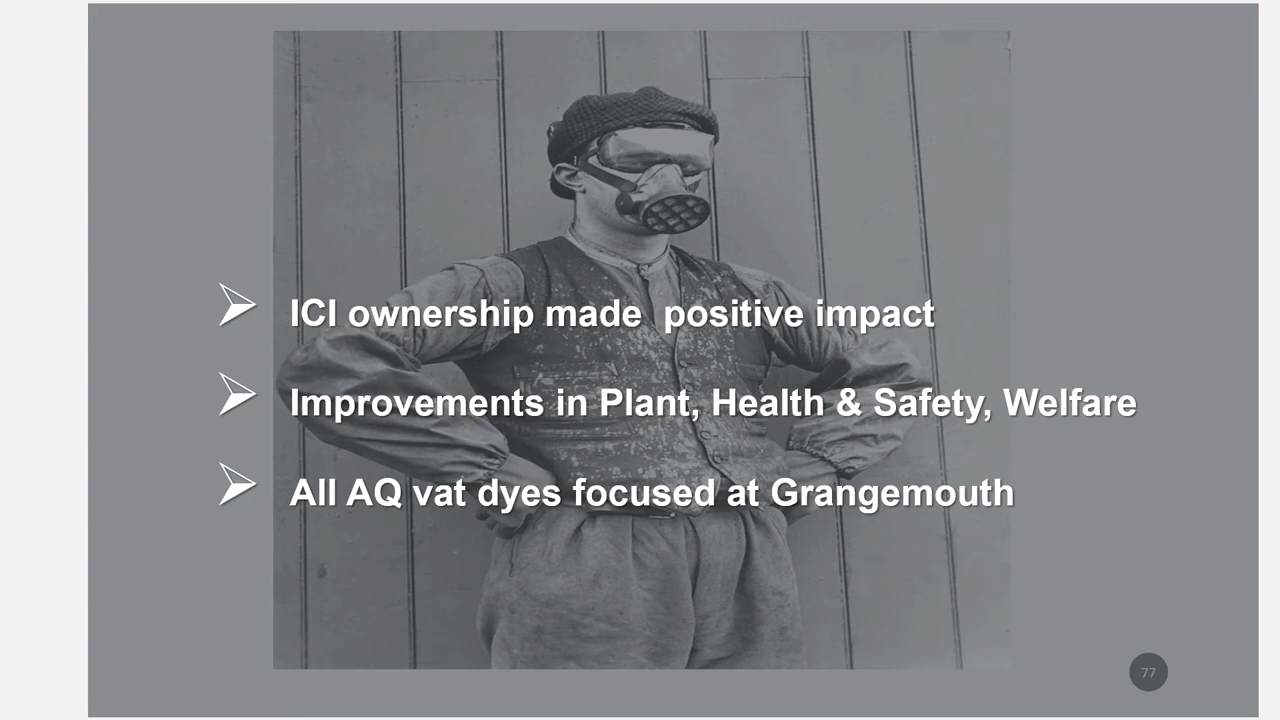 ICI ownership made  positive impact
Improvements in Plant, Health & Safety, Welfare
All AQ vat dyes focused at Grangemouth
77